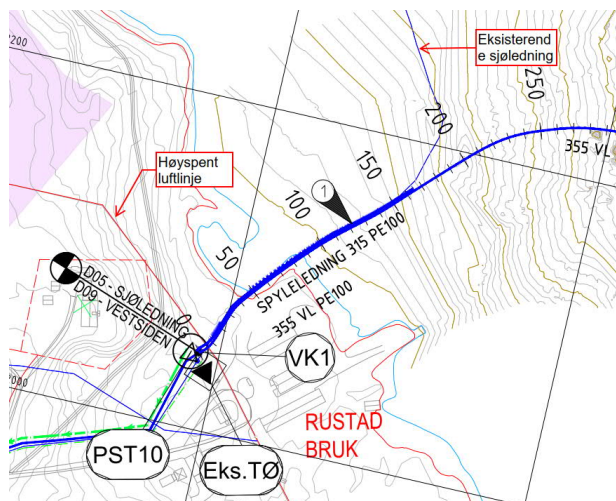 Eksisterend
e sjøledning
250
200
355 VL
Høyspent
luftlinje
150
1
100
SPYLELEDNING 315 PE100
355 VL PE100
50
D05 - SJØLEDNING
D09 - VESTSIDEN
0
VK1
RUSTAD
BRUK
PST10
Eks.TØ